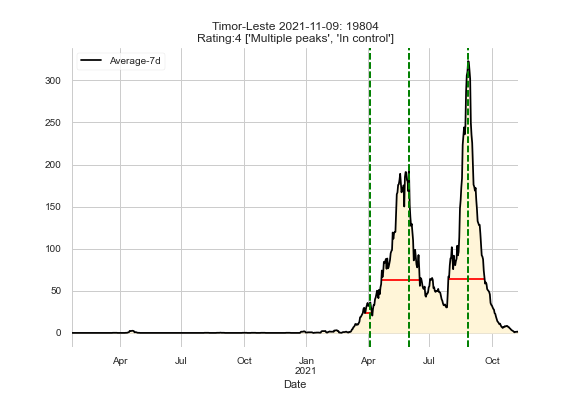 Timor-Leste 2021-11-09: 19804
Rating:4 ['Multiple peaks', 'In control']
Average-7d
300
250
200
150
100
50
0
Apr Jul Oct Jan Apr Jul Oct
2021
Date